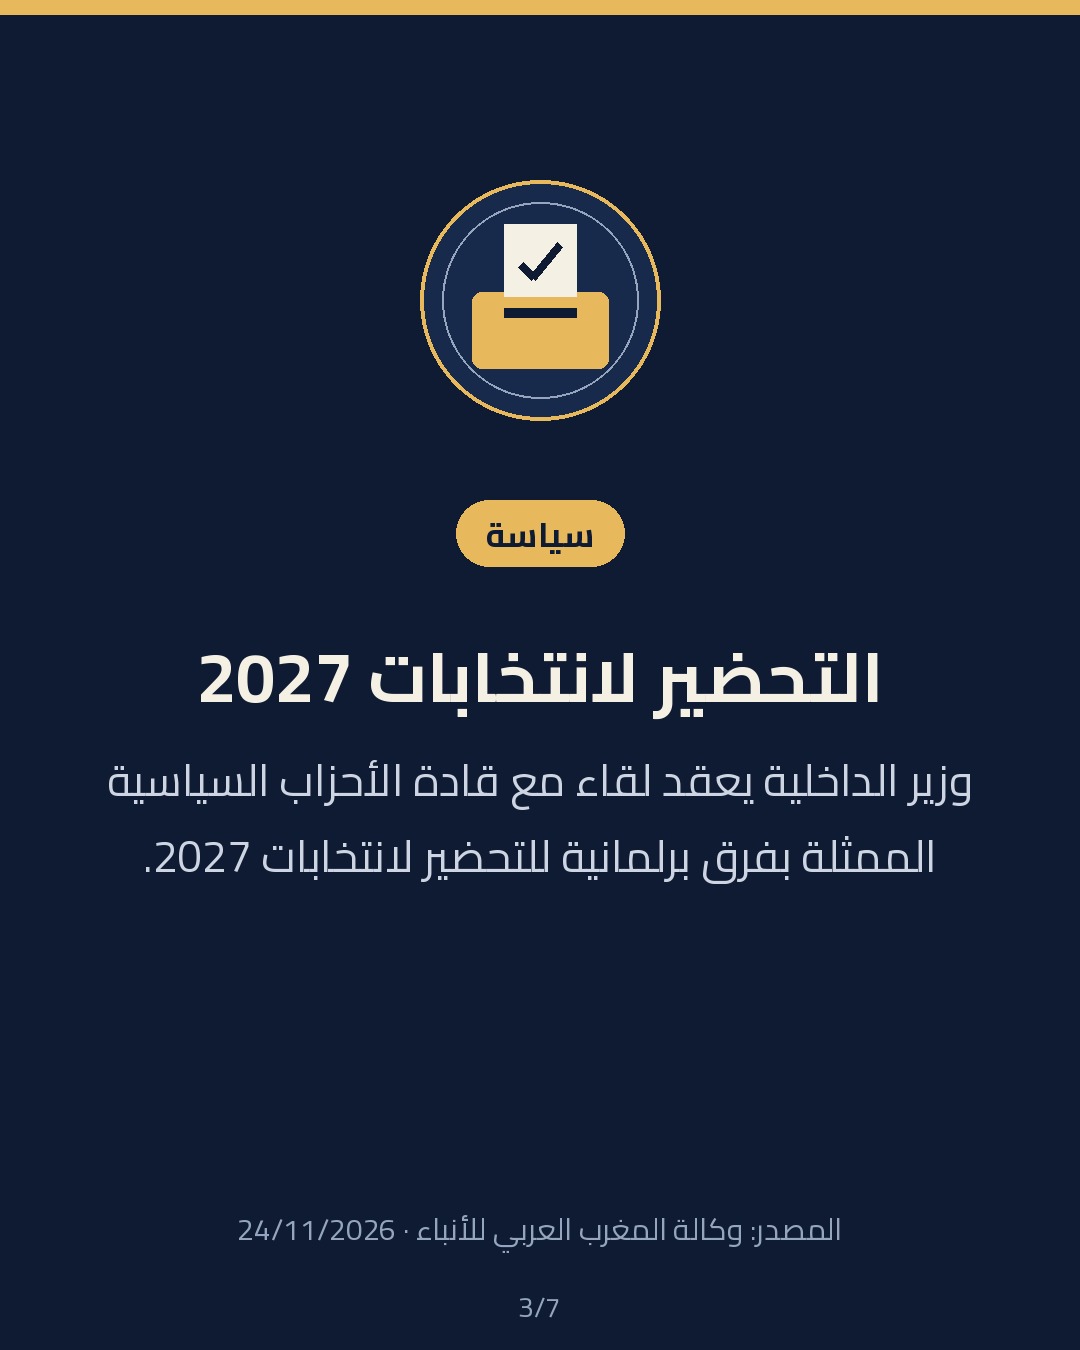 سياسة
التحضير لانتخابات 2027
وزير الداخلية يعقد لقاء مع قادة الأحزاب السياسية
الممثلة بفرق برلمانية للتحضير لانتخابات 2027.
المصدر: وكالة المغرب العربي للأنباء · 24/11/2026
3/7